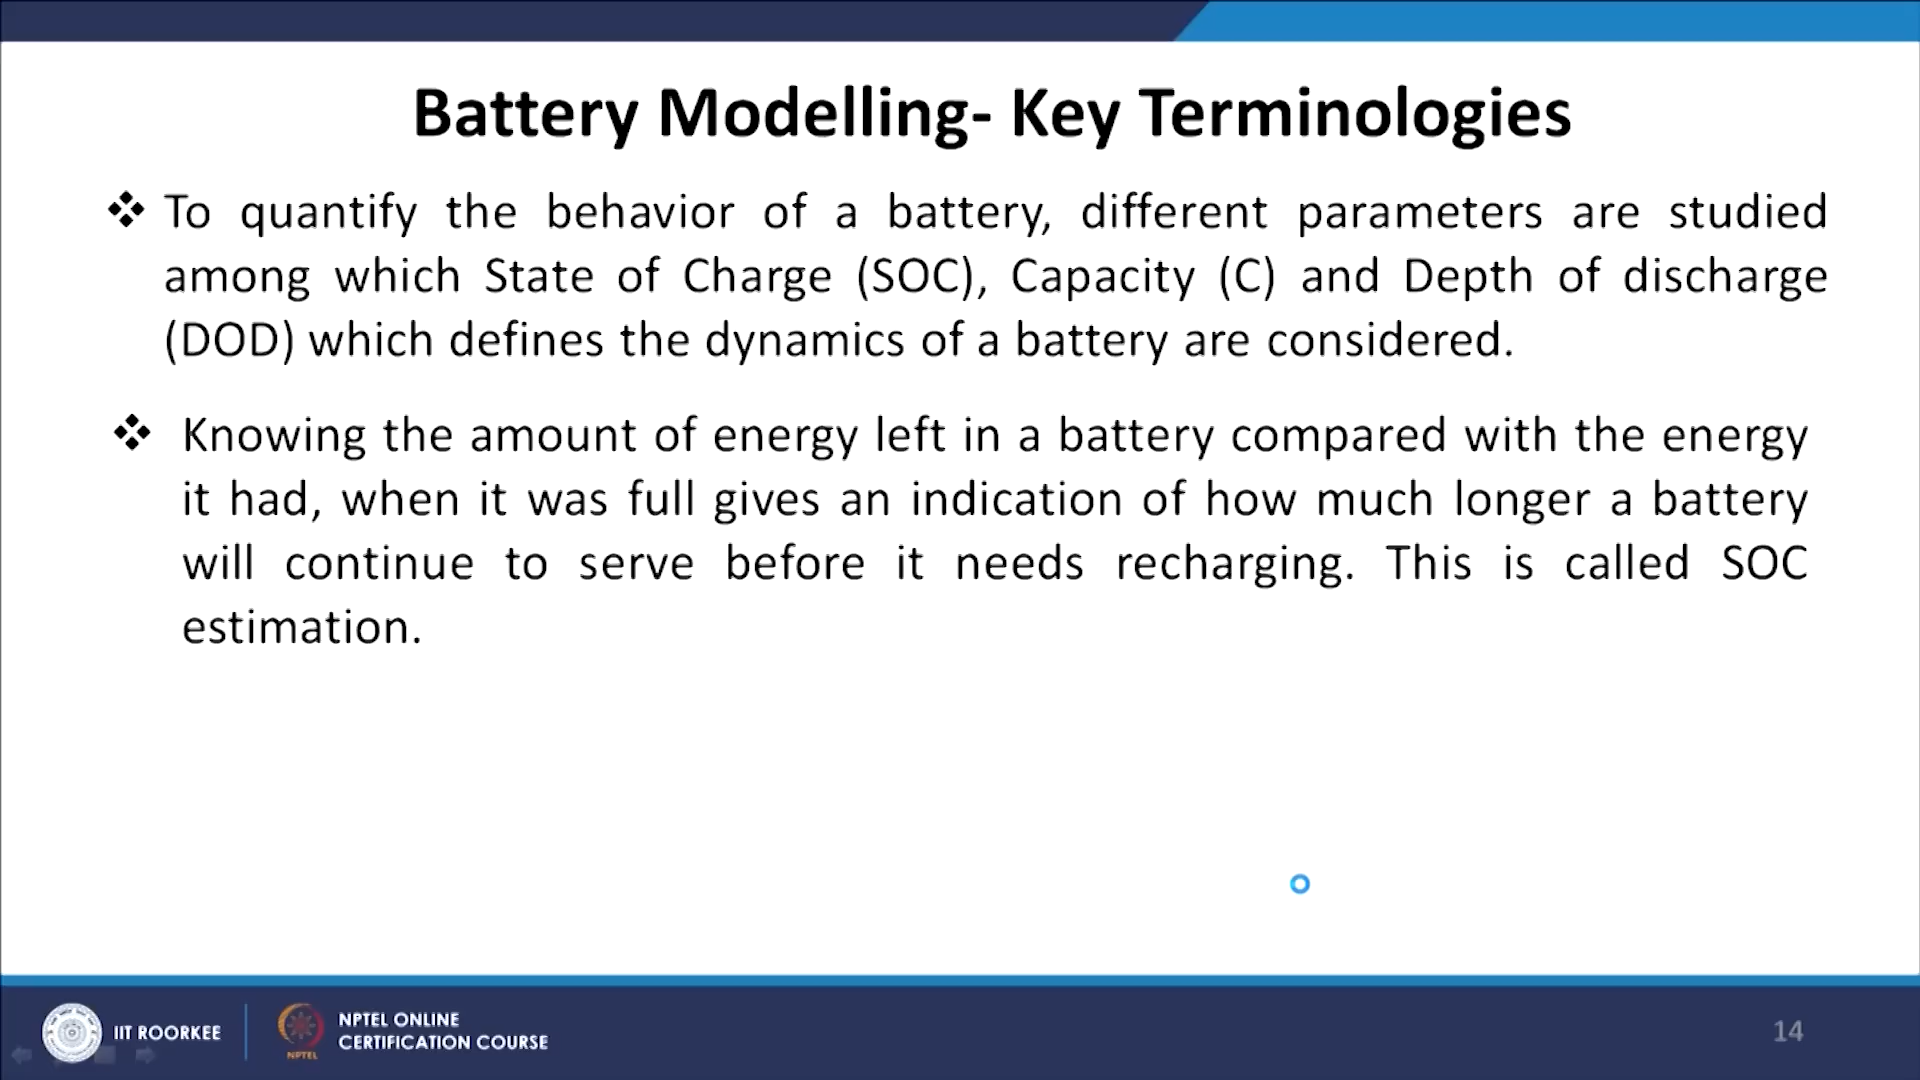 Battery Modelling- Key Terminologies
❖ To quantify the behavior of a battery, different parameters are studied
among which State of Charge (SOC), Capacity (C) and Depth of discharge
(DOD) which defines the dynamics of a battery are considered.
❖ Knowing the amount of energy left in a battery compared with the energy
it had, when it was full gives an indication of how much longer a battery
will continue to serve before it needs recharging. This is called SOC
estimation.
IIT ROORKEE
NPTEL
NPTEL ONLINE
CERTIFICATION COURSE
14